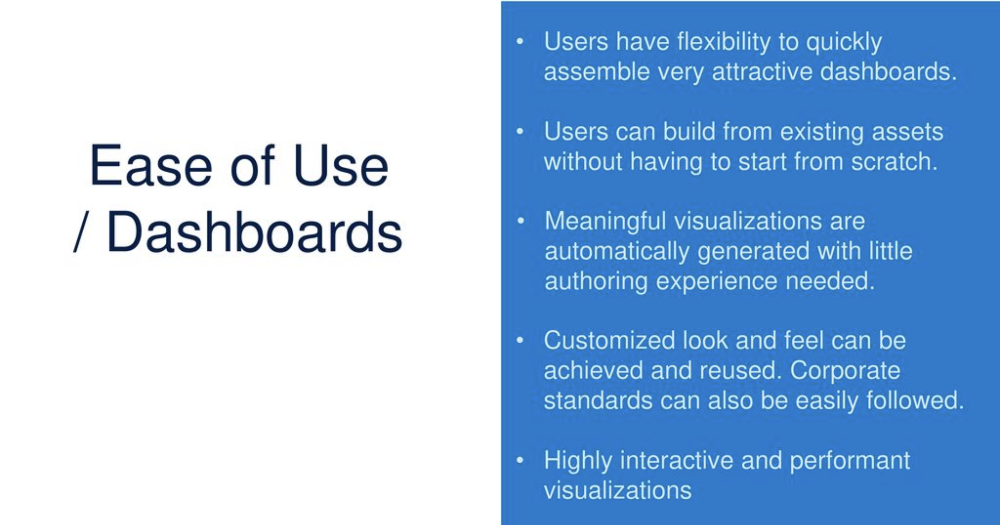 Ease of Use
/ Dashboards
• Users have flexibility to quickly
assemble very attractive dashboards.
• Users can build from existing assets
without having to start from scratch.
• Meaningful visualizations are
automatically generated with little
authoring experience needed.
• Customized look and feel can be
achieved and reused. Corporate
standards can also be easily followed.
• Highly interactive and performant
visualizations